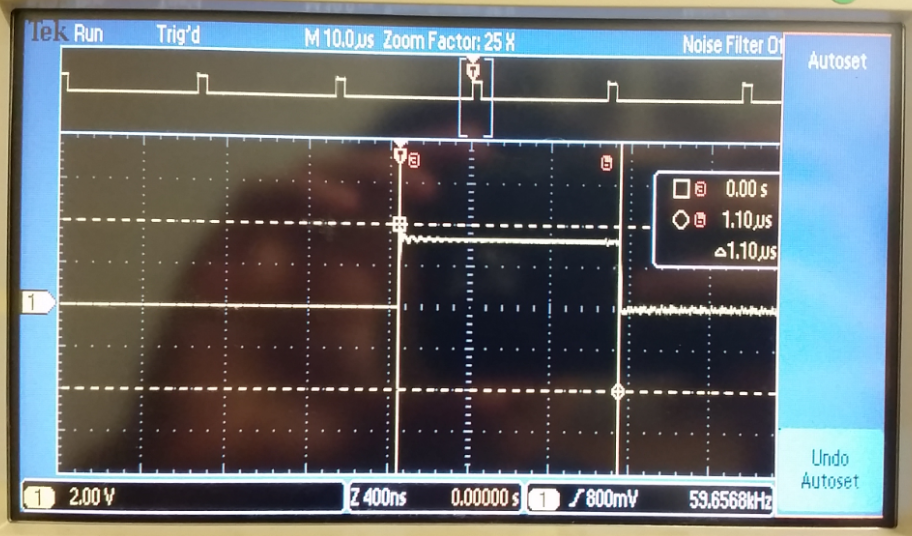 Tek Run Trig'd M 10.0µs Zoom Factor: 25 X Noise Filter Of
Autoset
T
T a b
a 0.00 s
b 1.10µs
△1.10µs
1
Undo
Autoset
1 2.00 V Z 400ns 0.00000 s 1 800mV 59.6568kHz